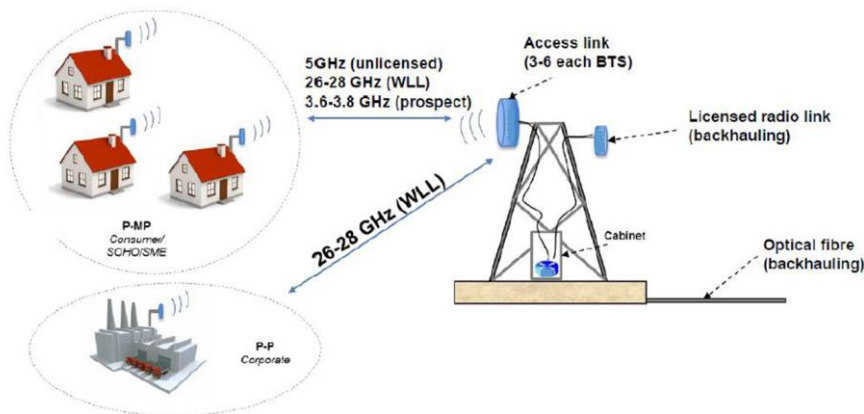 5GHz (unlicensed)
26-28 GHz (WLL)
3.6-3.8 GHz (prospect)
Access link
(3-6 each BTS)
Licensed radio link
(backhauling)
P-MP
Consumer/
SOHO/SME
26-28 GHz (WLL)
Cabinet
Optical fibre
(backhauling)
P-P
Corporate